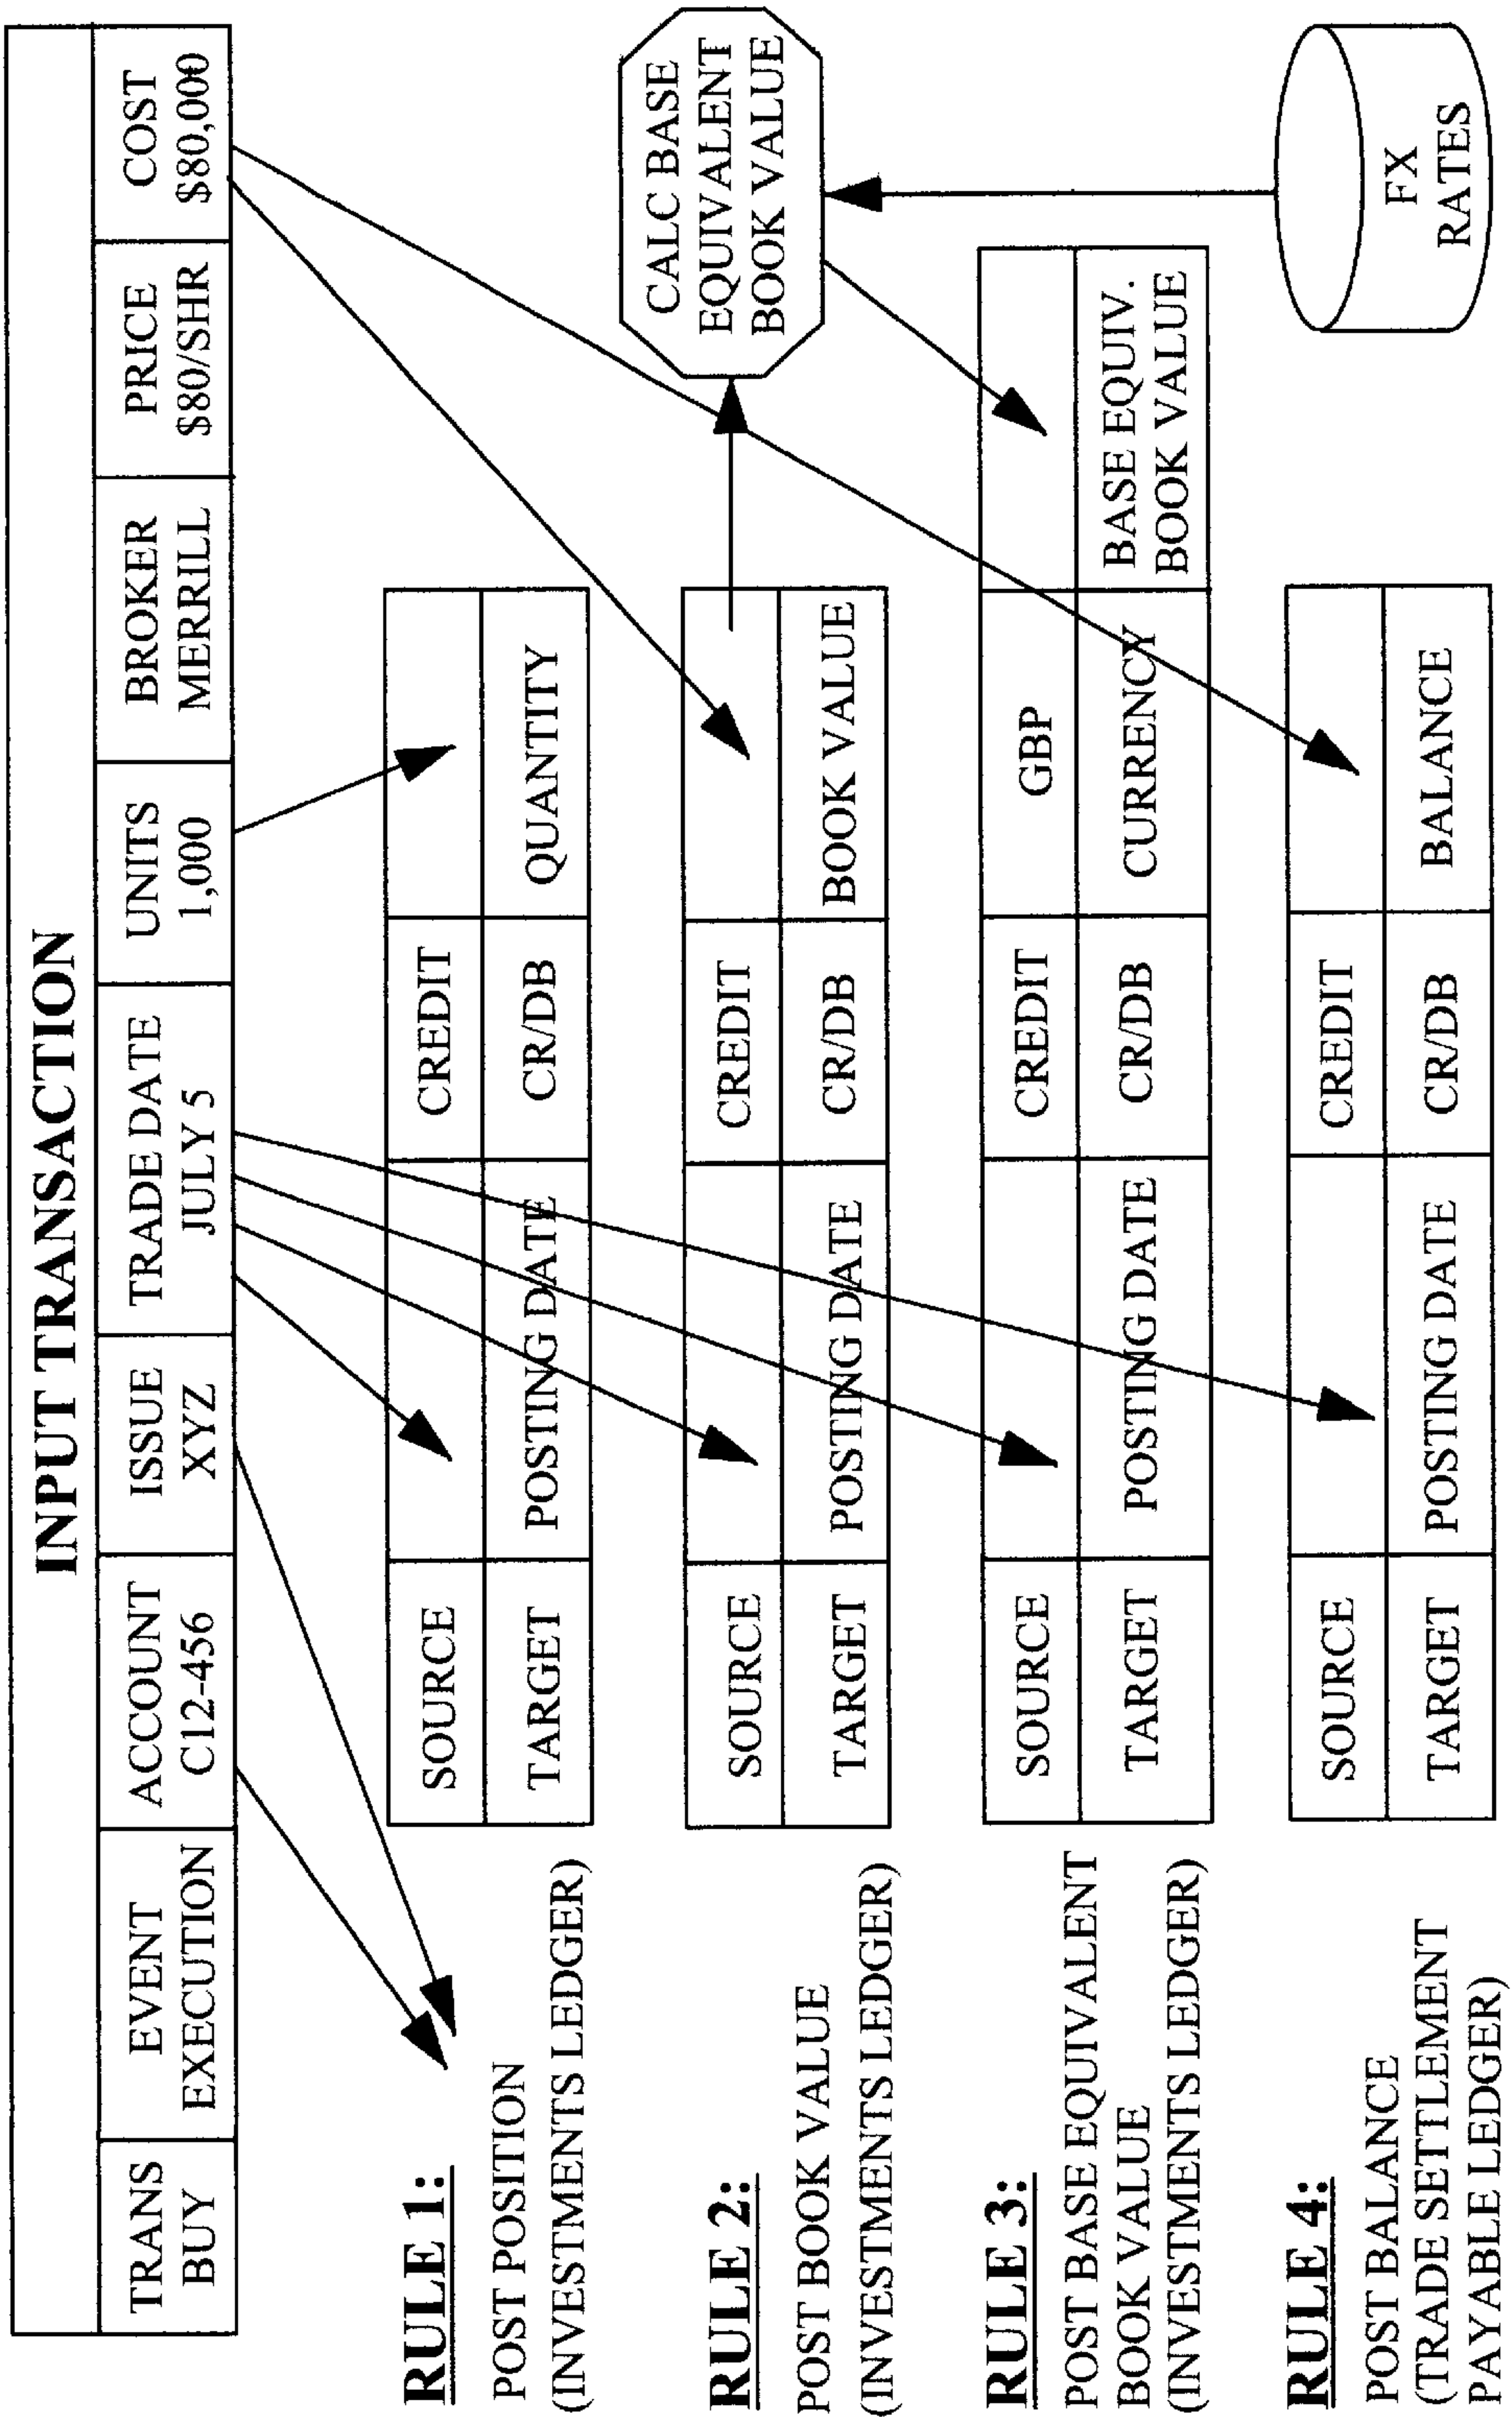 INPUT TRANSACTION
TRANS
BUY
EVENT
EXECUTION
ACCOUNT
C12-456
ISSUE
XYZ
TRADE DATE
JULY 5
UNITS
1,000
BROKER
MERRILL
PRICE
$80/SHR
COST
$80,000
RULE 1:
POST POSITION
(INVESTMENTS LEDGER)
SOURCE
CREDIT
TARGET
POSTING DATE
CR/DB
QUANTITY
RULE 2:
POST BOOK VALUE
(INVESTMENTS LEDGER)
SOURCE
CREDIT
TARGET
POSTING DATE
CR/DB
BOOK VALUE
CALC BASE
EQUIVALENT
BOOK VALUE
RULE 3:
POST BASE EQUIVALENT
BOOK VALUE
(INVESTMENTS LEDGER)
SOURCE
CREDIT
GBP
TARGET
POSTING DATE
CR/DB
CURRENCY
BASE EQUIV.
BOOK VALUE
RULE 4:
POST BALANCE
(TRADE SETTLEMENT
PAYABLE LEDGER)
SOURCE
CREDIT
TARGET
POSTING DATE
CR/DB
BALANCE
FX
RATES